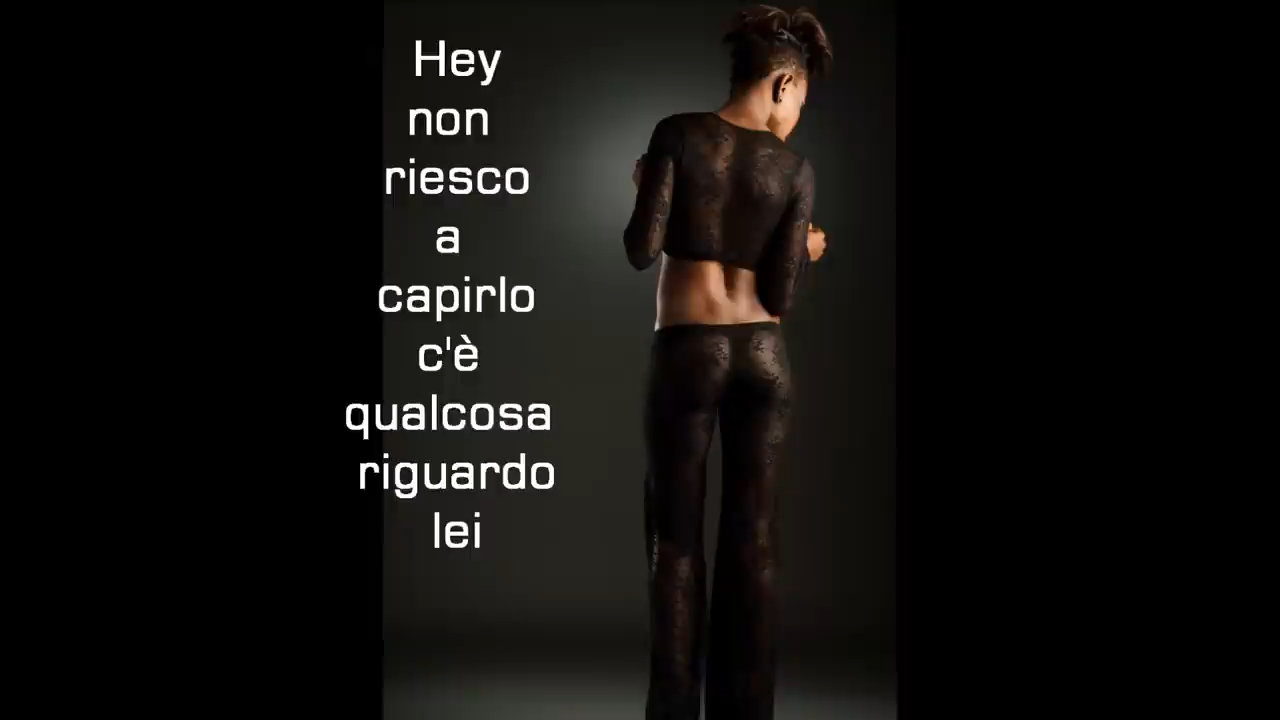 Hey
non
riesco
a
capirlo
c'è
qualcosa
riguardo
lei